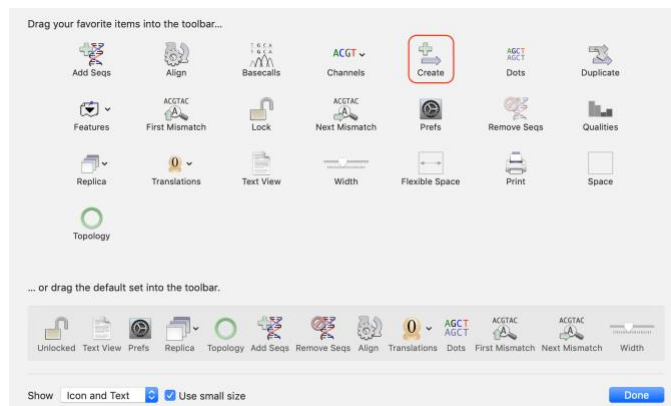 Drag your favorite items into the toolbar...
TGCA
TGCA
ACGT
AGCT
AGCT
Add Seqs Align Basecalls Channels Create Dots Duplicate
ACGTAC ACGTAC
A A
Features First Mismatch Lock Next Mismatch Prefs Remove Seqs Qualities
0
Replica Translations Text View Width Flexible Space Print Space
Topology
... or drag the default set into the toolbar.
0 AGCT ACGTAC ACGTAC
AGCT A A
Unlocked Text View Prefs Replica Topology Add Seqs Remove Seqs Align Translations Dots First Mismatch Next Mismatch Width
Show Icon and Text Use small size Done